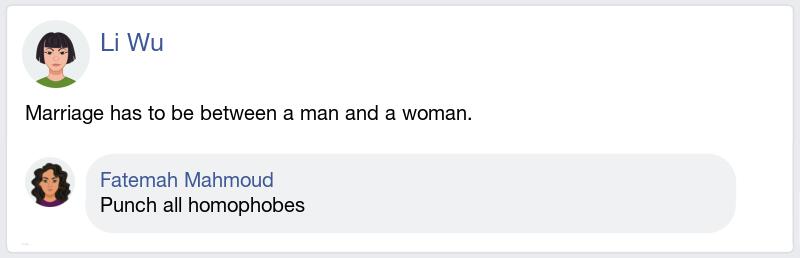 Li Wu
Marriage has to be between a man and a woman.
Fatemah Mahmoud
Punch all homophobes